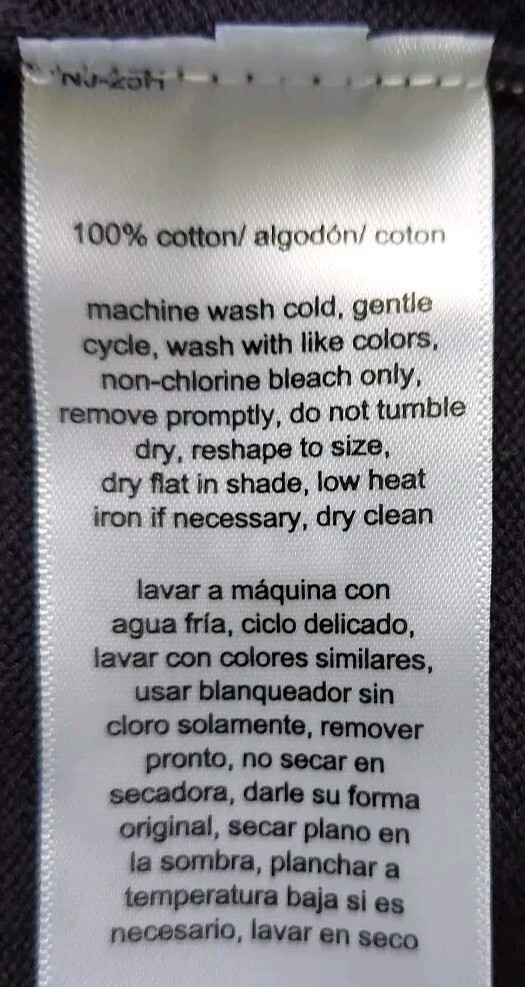 100% cotton/ algodón/ coton
machine wash cold, gentle
cycle, wash with like colors,
non-chlorine bleach only,
remove promptly, do not tumble
dry, reshape to size,
dry flat in shade, low heat
iron if necessary, dry clean
lavar a máquina con
agua fría, ciclo delicado,
lavar con colores similares,
usar blanqueador sin
cloro solamente, remover
pronto, no secar en
secadora, darle su forma
original, secar plano en
la sombra, planchar a
temperatura baja si es
necesario, lavar en seco